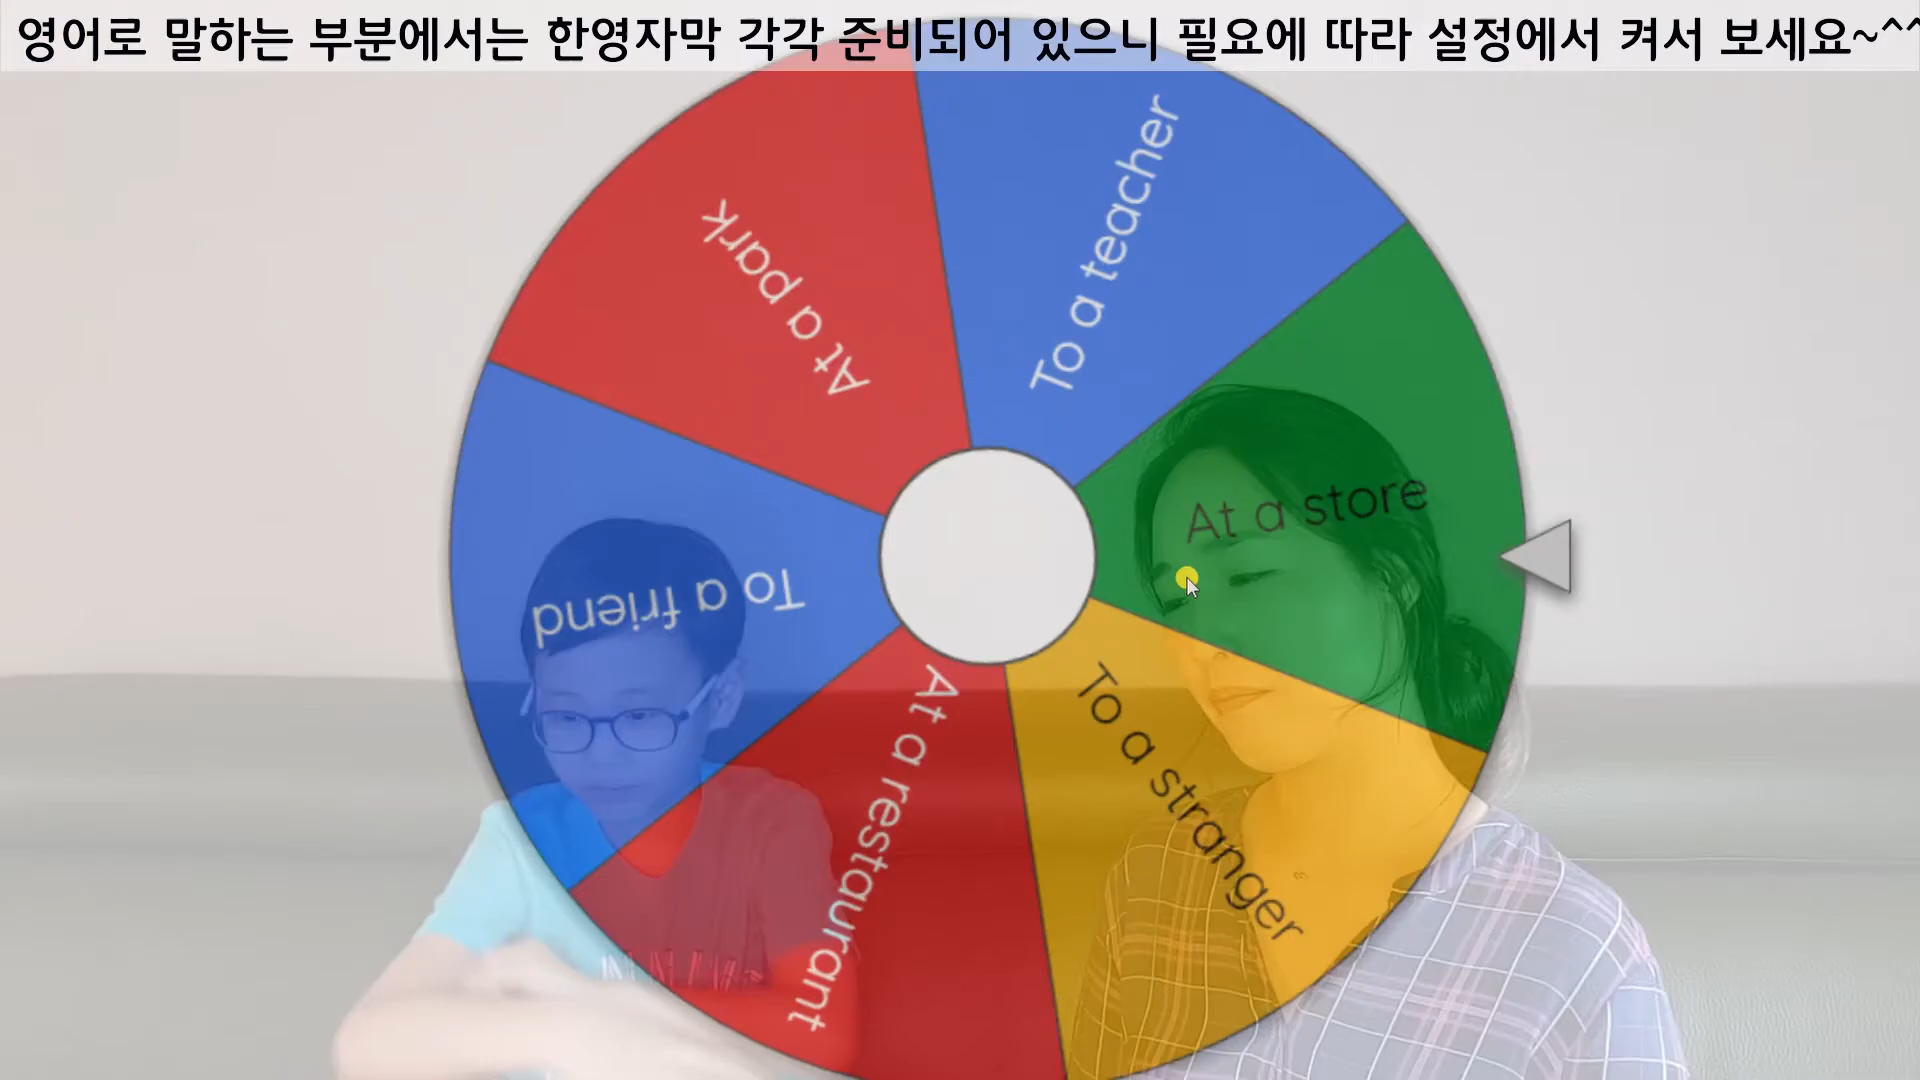 영어로 말하는 부분에서는 한영자막 각각 준비되어 있으니 필요에 따라 설정에서 켜서 보세요~^^
To a teacher
At a park
At a store
To a friend
To a stranger
At a restaurant